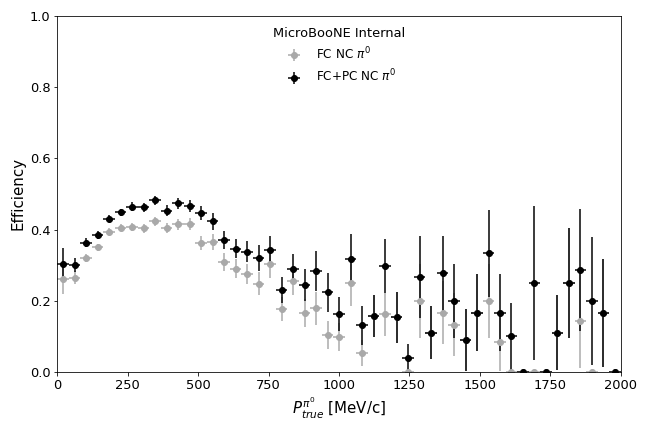 MicroBooNE Internal
FC NC π⁰
FC+PC NC π⁰
Efficiency
1.0
0.8
0.6
0.4
0.2
0.0
0 250 500 750 1000 1250 1500 1750 2000
P^{π⁰}_{true} [MeV/c]